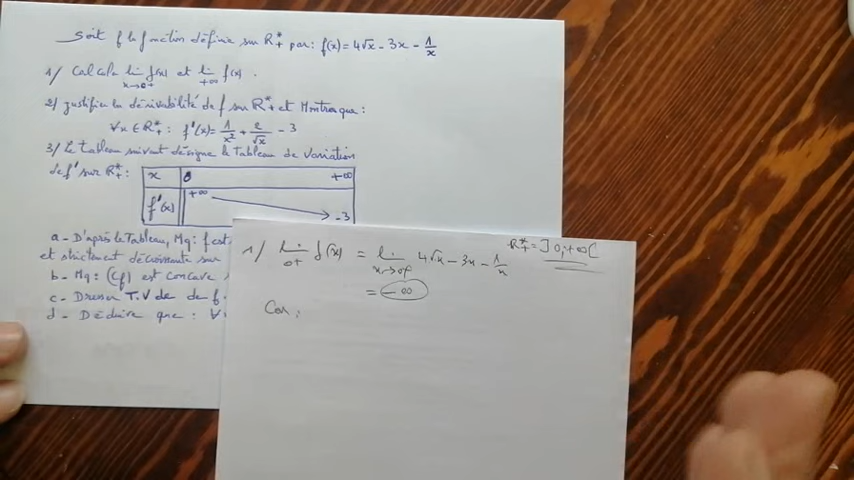 Soit f la fonction définie sur R*+ par : f(x) = 4√x - 3x - 1/x
1/ Calcule lim x→0+ f(x) et lim +∞ f(x) .
2/ justifier la dérivabilité de f sur R*+ et Montrer que :
∀x ∈ R*+ : f'(x) = 1/x² + 2/√x - 3
3/ Le tableau suivant désigne le Tableau de Variation
de f' sur R*+ :
x 0 +∞
f'(x) +∞ -3
a - D'après le Tableau, Mq : f est
et strictement décroissante sur
b - Mq : (Cf) est concave
c - Dresser T.V de de f.
d - Déduire que : ∀
R*+ = ]0,+∞[
1/ lim 0+ f(x) = lim x→0+ 4√x - 3x - 1/x
= -∞
Car :